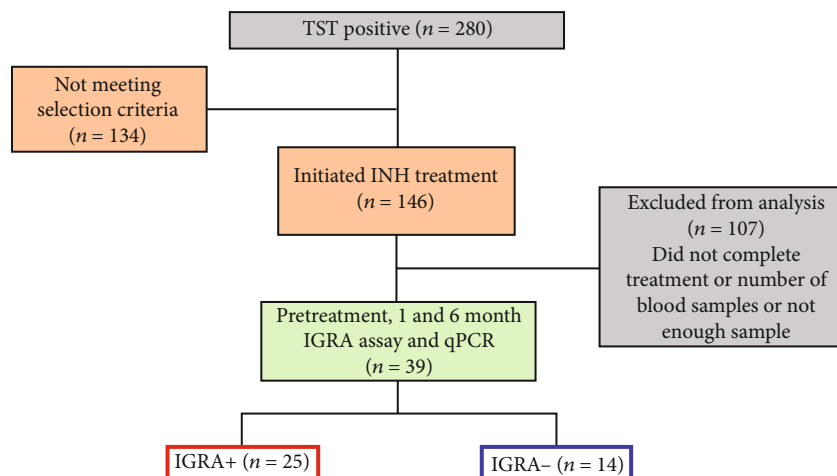 TST positive (n = 280)
Not meeting
selection criteria
(n = 134)
Initiated INH treatment
(n = 146)
Excluded from analysis
(n = 107)
Did not complete
treatment or number of
blood samples or not
enough sample
Pretreatment, 1 and 6 month
IGRA assay and qPCR
(n = 39)
IGRA+ (n = 25)
IGRA– (n = 14)